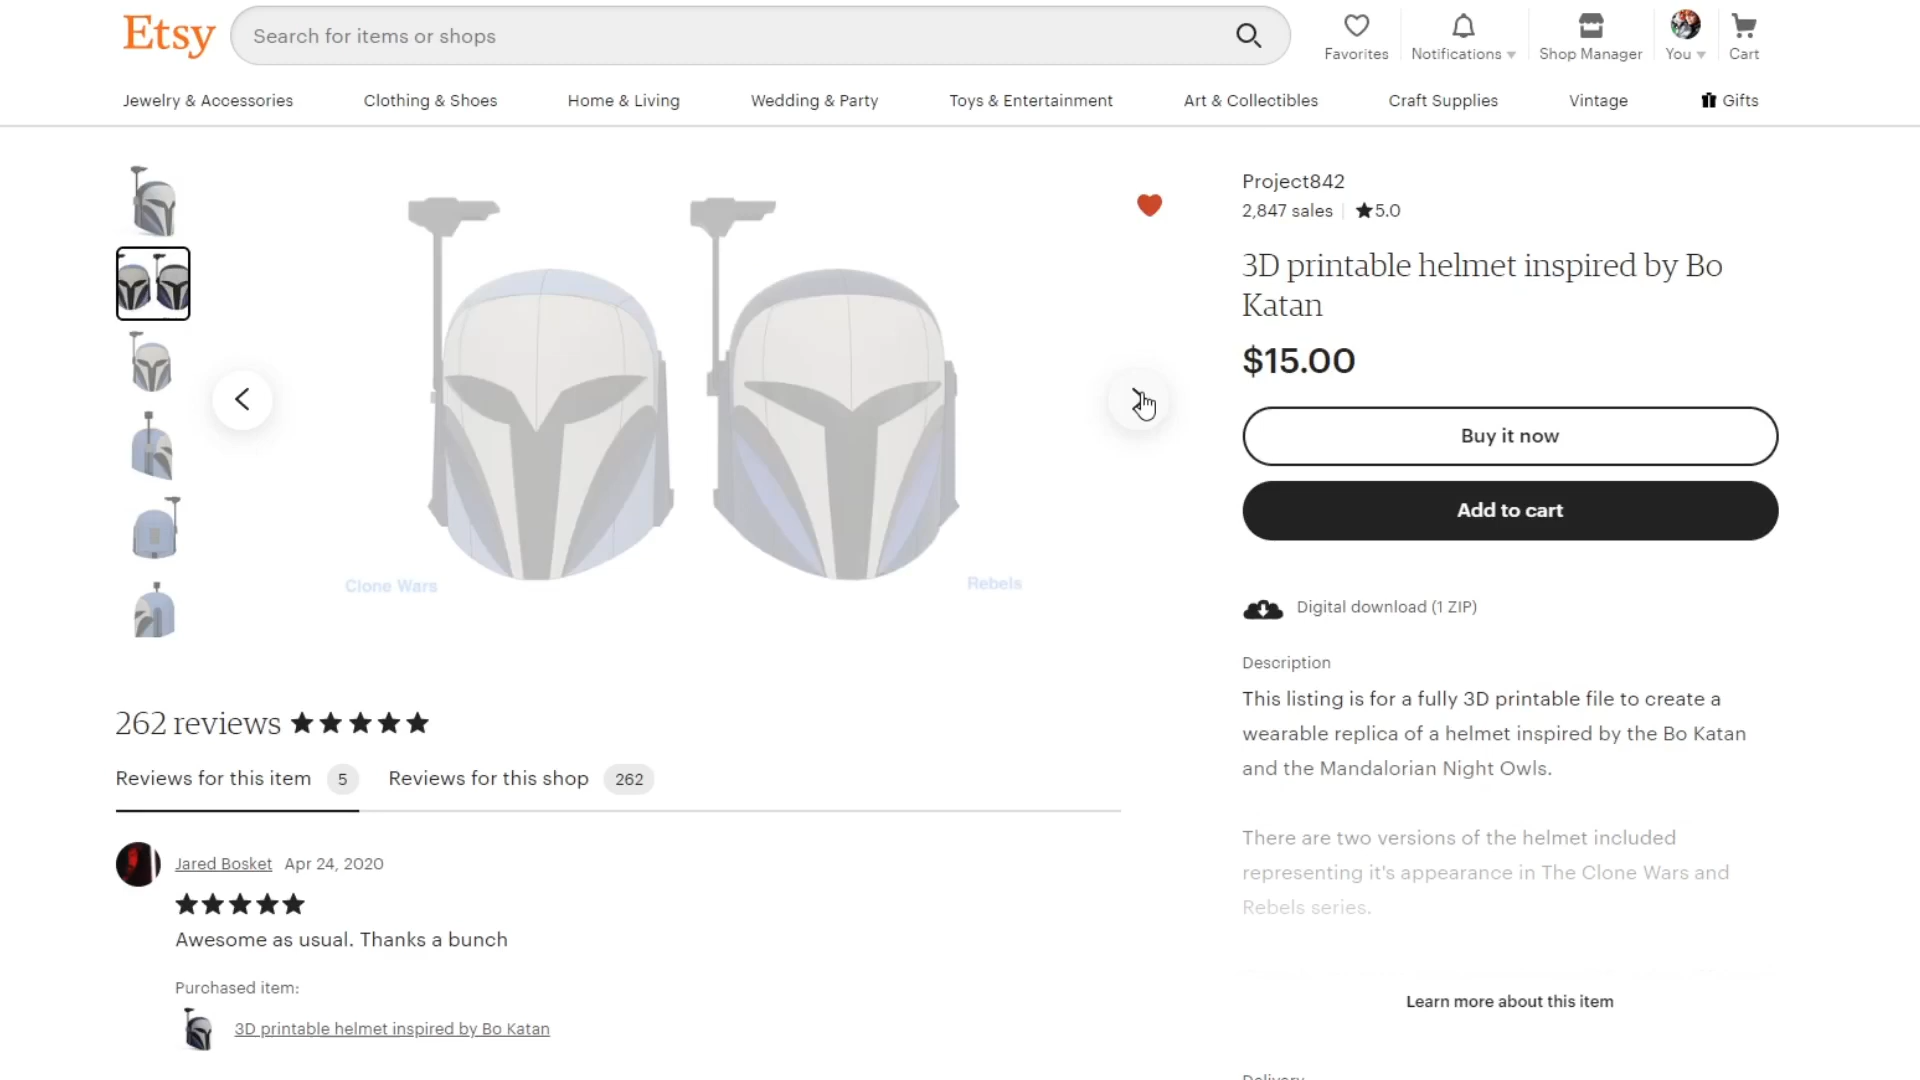 Etsy
Search for items or shops
Favorites
Notifications
Shop Manager
You
Cart
Jewelry & Accessories
Clothing & Shoes
Home & Living
Wedding & Party
Toys & Entertainment
Art & Collectibles
Craft Supplies
Vintage
Gifts
Clone Wars
Rebels
262 reviews
Reviews for this item 5
Reviews for this shop 262
Jared Bosket Apr 24, 2020
Awesome as usual. Thanks a bunch
Purchased item:
3D printable helmet inspired by Bo Katan
Project842
2,847 sales 5.0
3D printable helmet inspired by Bo
Katan
$15.00
Buy it now
Add to cart
Digital download (1 ZIP)
Description
This listing is for a fully 3D printable file to create a
wearable replica of a helmet inspired by the Bo Katan
and the Mandalorian Night Owls.
There are two versions of the helmet included
representing it's appearance in The Clone Wars and
Rebels series.
Learn more about this item